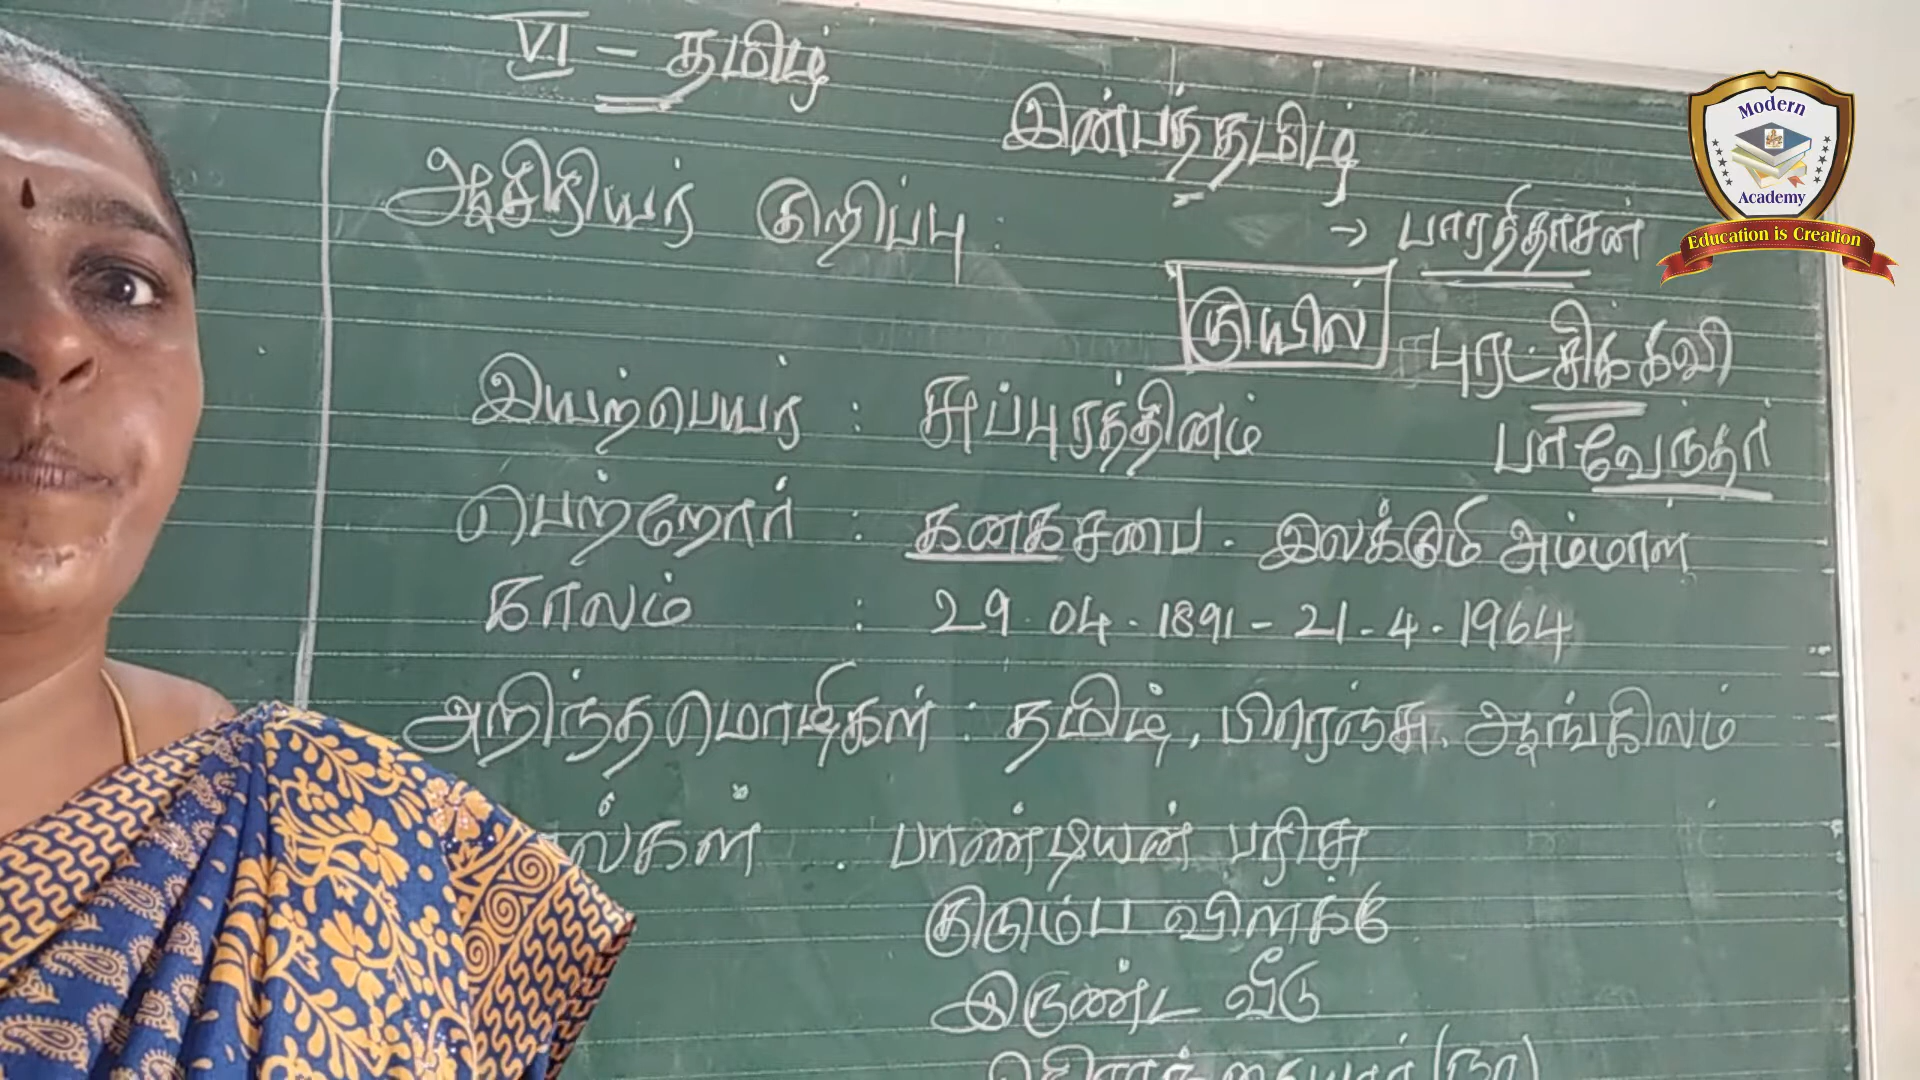 VI - தமிழ்
இன்பத்தமிழ்
ஆசிரியர் குறிப்பு :
→ பாரதிதாசன்
குயில்
புரட்சிக்கவி
பாவேந்தர்
இயற்பெயர் : சுப்புரத்தினம்
பெற்றோர் : கனகசபை - இலக்குமி அம்மாள்
காலம் : 29.04.1891 - 21.4.1964
அறிந்த மொழிகள் : தமிழ், பிரெஞ்சு, ஆங்கிலம்
ல்கள் : பாண்டியன் பரிசு
குடும்ப விளக்கு
இருண்ட வீடு
Modern
Academy
Education is Creation